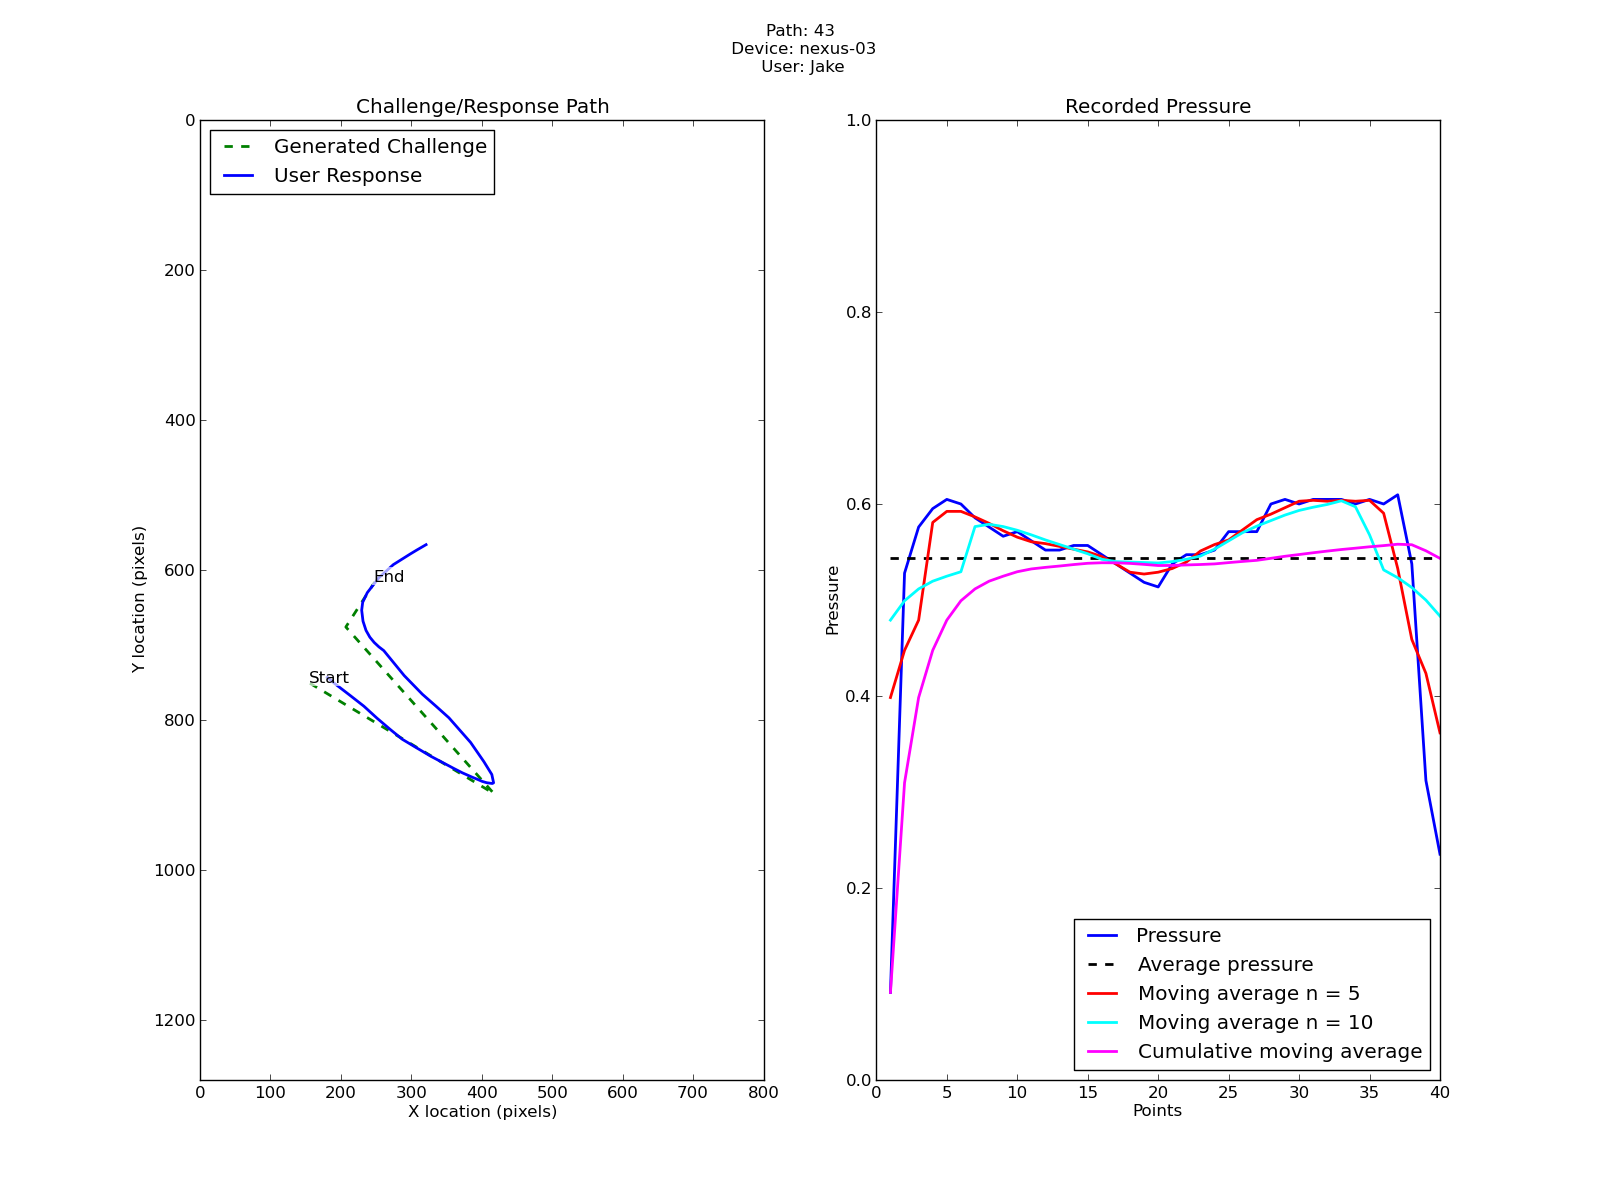 Path: 43
Device: nexus-03
User: Jake
Challenge/Response Path
Generated Challenge
User Response
0
200
400
600
800
1000
1200
Y location (pixels)
End
Start
0 100 200 300 400 500 600 700 800
X location (pixels)
Recorded Pressure
1.0
0.8
0.6
0.4
0.2
0.0
Pressure
Pressure
Average pressure
Moving average n = 5
Moving average n = 10
Cumulative moving average
0 5 10 15 20 25 30 35 40
Points